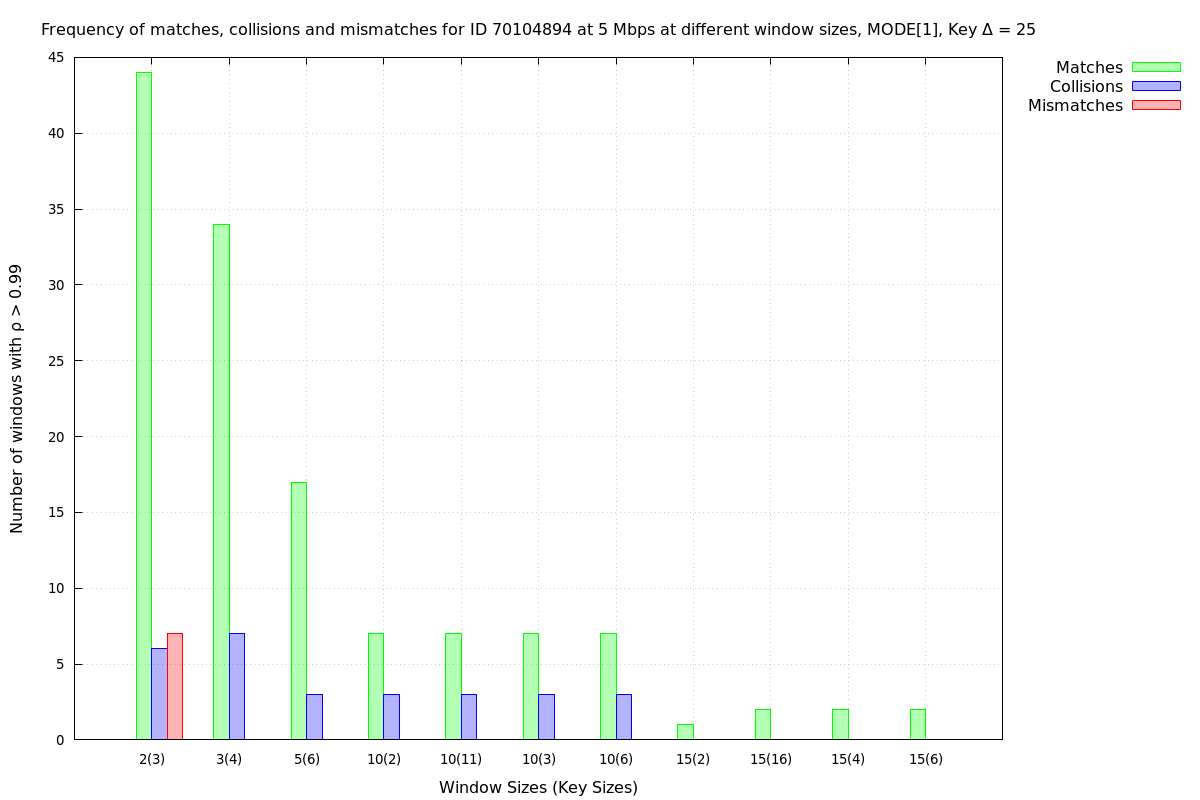 Frequency of matches, collisions and mismatches for ID 70104894 at 5 Mbps at different window sizes, MODE[1], Key Δ = 25
Matches
Collisions
Mismatches
Number of windows with ρ > 0.99
45
40
35
30
25
20
15
10
5
0
2(3) 3(4) 5(6) 10(2) 10(11) 10(3) 10(6) 15(2) 15(16) 15(4) 15(6)
Window Sizes (Key Sizes)